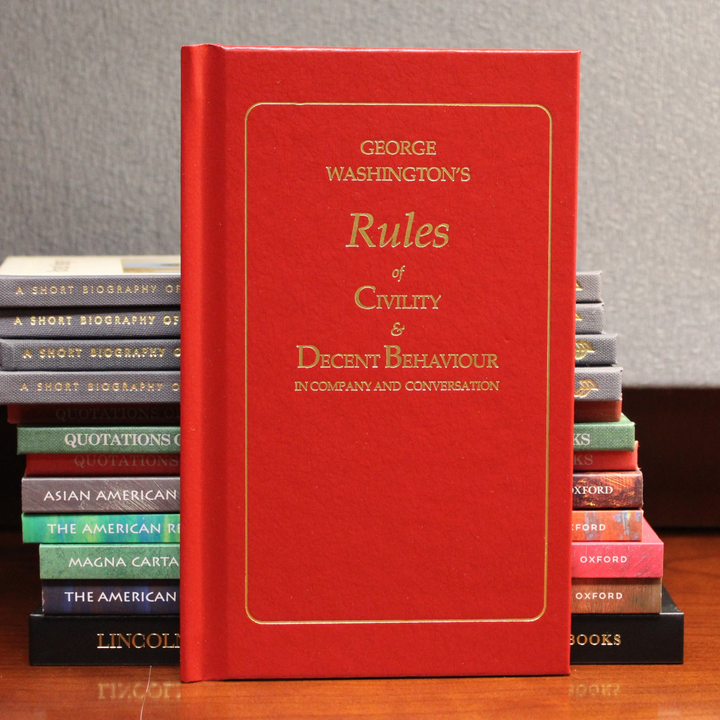 GEORGE
WASHINGTON'S
Rules
of
CIVILITY
&
DECENT BEHAVIOUR
IN COMPANY AND CONVERSATION
A SHORT BIOGRAPHY OF
A SHORT BIOGRAPHY OF
A SHORT BIOGRAPHY OF
A SHORT BIOGRAPHY OF
QUOTATIONS
QUOTATIONS
QUOTATIONS
ASIAN AMERICAN
OXFORD
THE AMERICAN
MAGNA CARTA
OXFORD
THE AMERICAN
OXFORD
LINCOLN
BOOKS